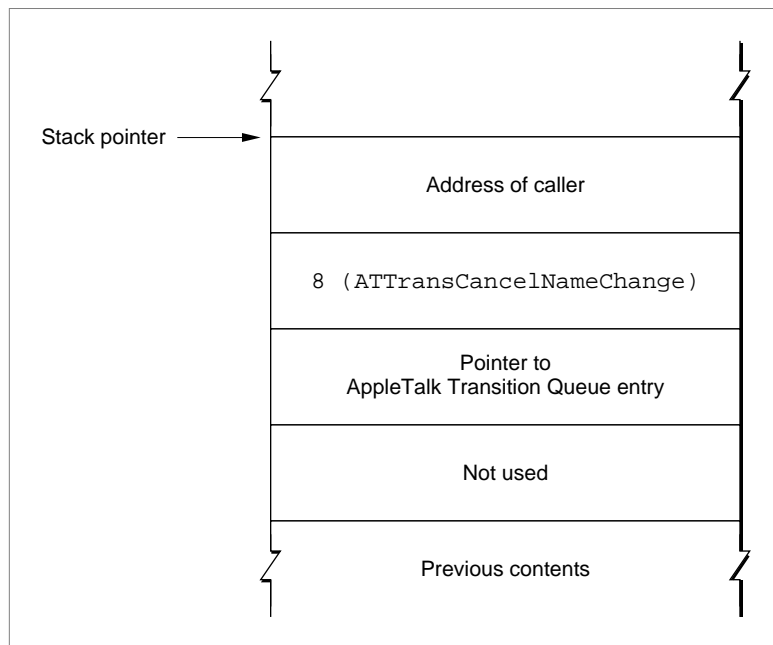 Stack pointer
Address of caller
8 (ATTransCancelNameChange)
Pointer to
AppleTalk Transition Queue entry
Not used
Previous contents